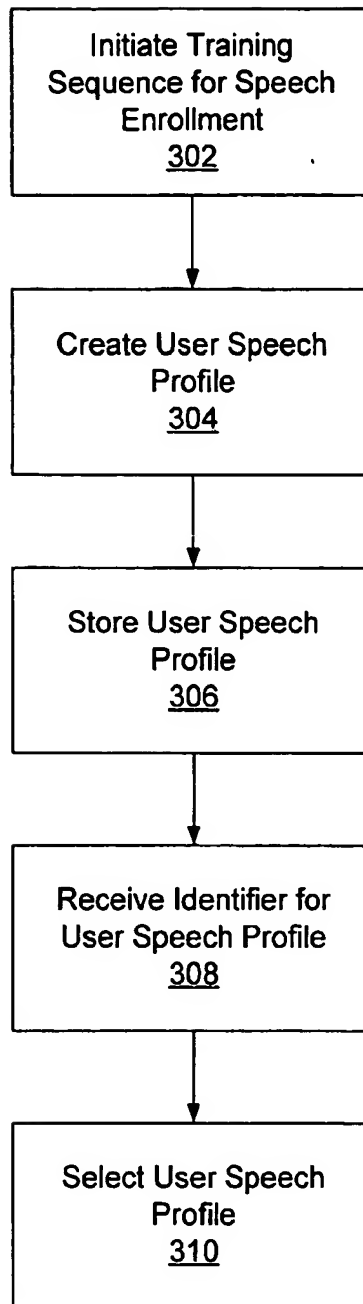 Initiate Training
Sequence for Speech
Enrollment
302
Create User Speech
Profile
304
Store User Speech
Profile
306
Receive Identifier for
User Speech Profile
308
Select User Speech
Profile
310